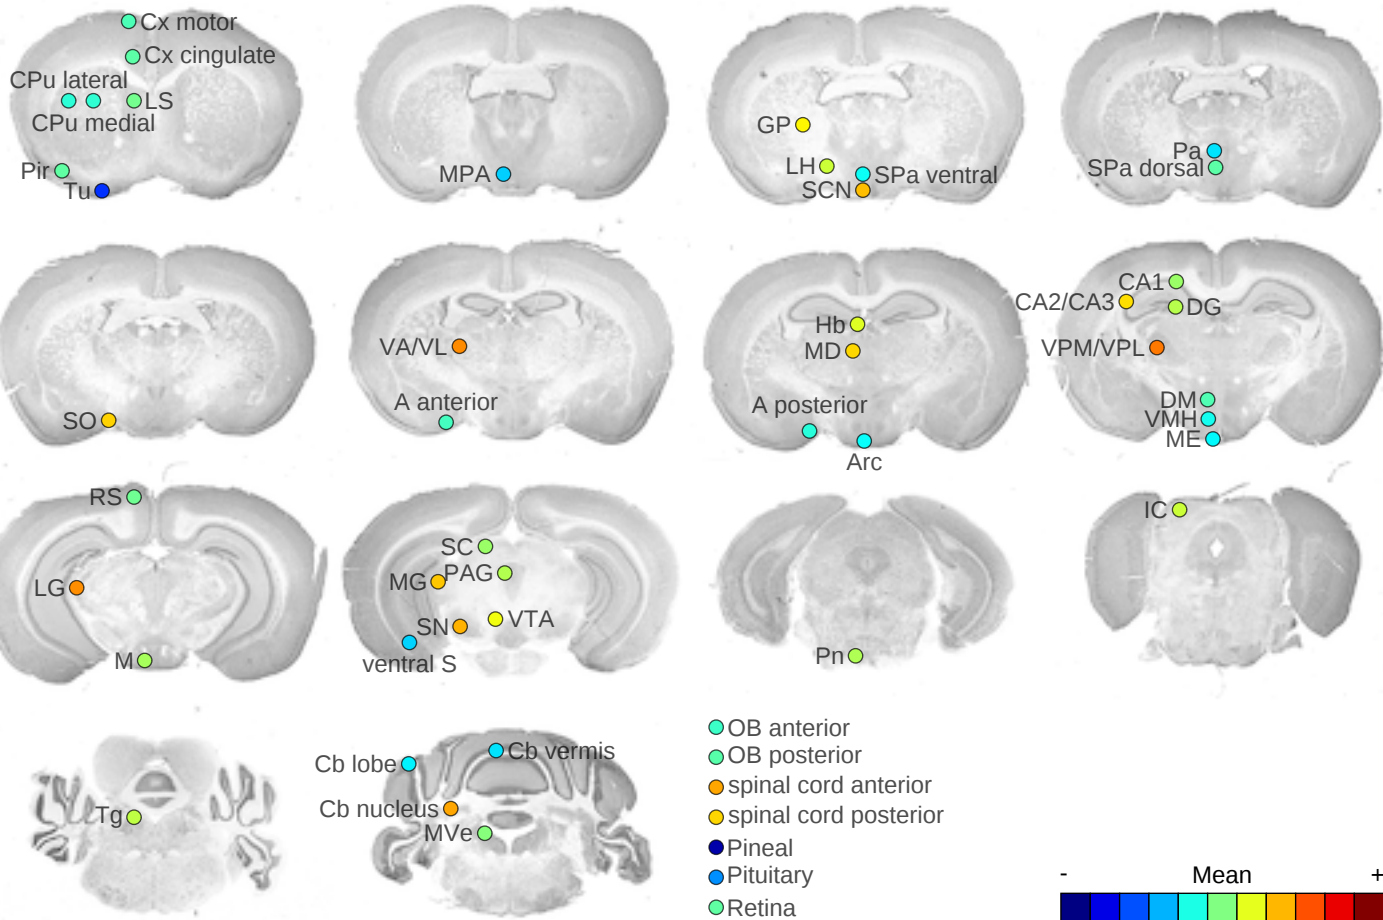 Cx motor
Cx cingulate
CPu lateral
LS
CPu medial
Pir
Tu
MPA
GP
LH
SPa ventral
SCN
Pa
SPa dorsal
SO
VA/VL
A anterior
Hb
MD
A posterior
Arc
CA1
CA2/CA3
DG
VPM/VPL
DM
VMH
ME
RS
LG
M
SC
MG
PAG
SN
VTA
ventral S
Pn
IC
Tg
Cb lobe
Cb vermis
Cb nucleus
MVe
OB anterior
OB posterior
spinal cord anterior
spinal cord posterior
Pineal
Pituitary
Retina
- Mean +